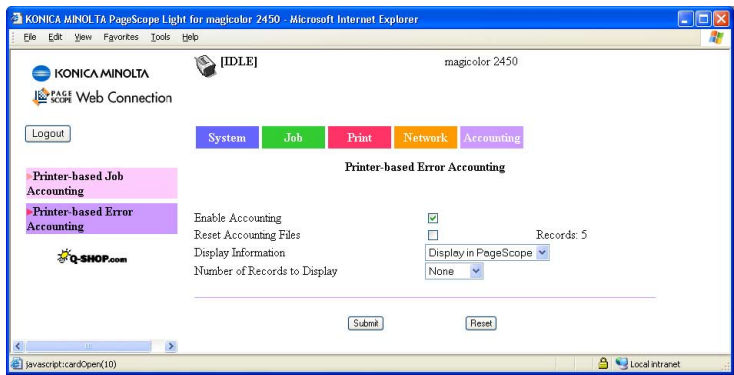 KONICA MINOLTA PageScope Light for magicolor 2450 - Microsoft Internet Explorer
File Edit View Favorites Tools Help
KONICA MINOLTA
PAGE SCOPE Web Connection
[IDLE]
magicolor 2450
Logout
System Job Print Network Accounting
Printer-based Error Accounting
Printer-based Job
Accounting
Printer-based Error
Accounting
Q-SHOP.com
Enable Accounting
Reset Accounting Files Records: 5
Display Information Display in PageScope
Number of Records to Display None
Submit Reset
javascript:cardOpen(10) Local intranet